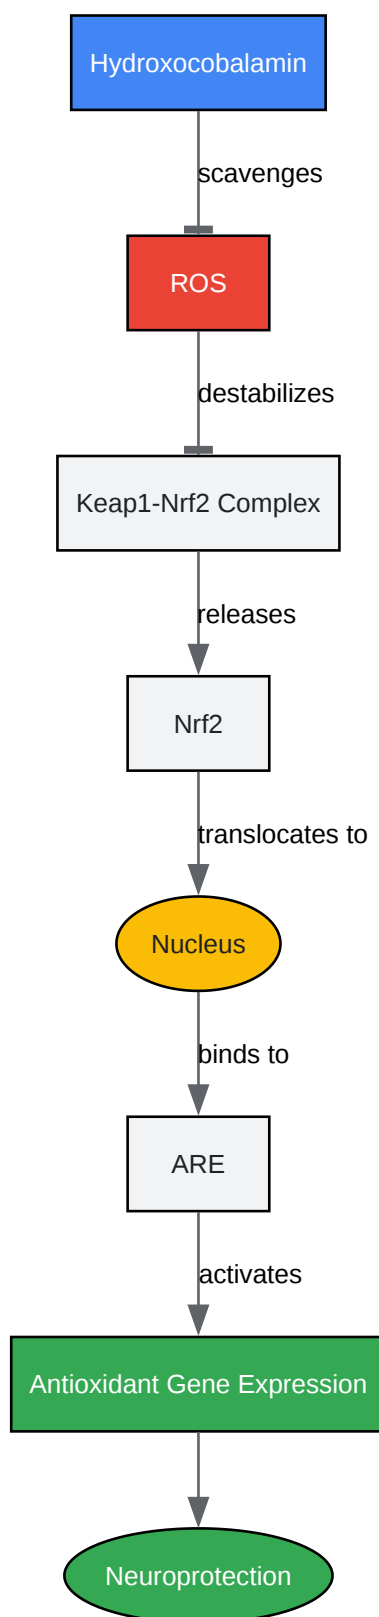 Hydroxocobalamin
scavenges
ROS
destabilizes
Keap1-Nrf2 Complex
releases
Nrf2
translocates to
Nucleus
binds to
ARE
activates
Antioxidant Gene Expression
Neuroprotection